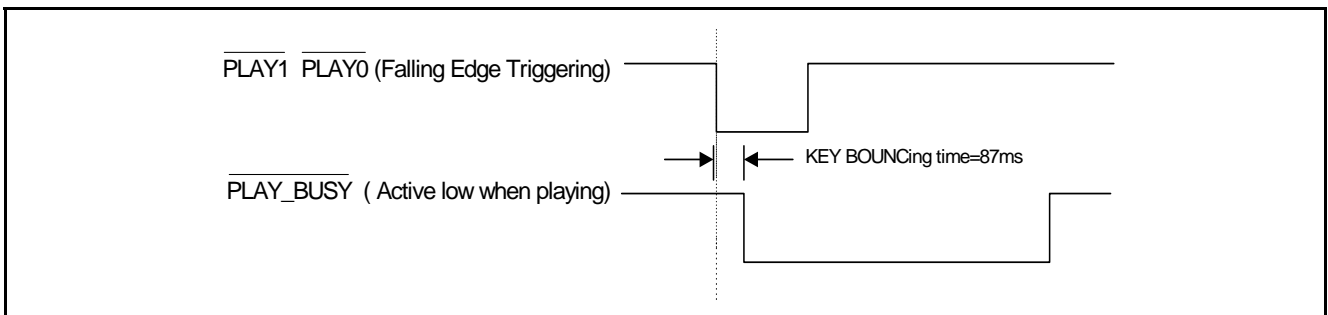 PLAY1 PLAY0 (Falling Edge Triggering)
KEY BOUNCing time=87ms
PLAY_BUSY ( Active low when playing)